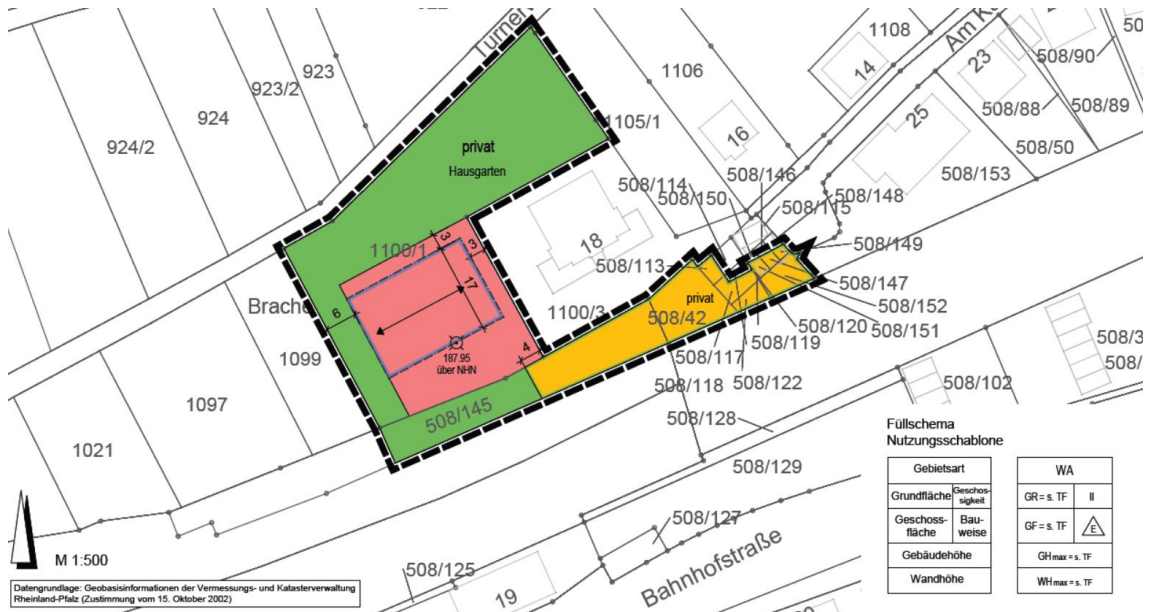 Turner
924/2
924
923/2
923
1106
1108
14
Am
23
508/90
508/88
508/89
25
508/50
508/153
1105/1
16
privat
Hausgarten
508/146
508/114
508/150
508/148
508/115
508/149
1100/1
3
3
18
508/113
508/147
privat
17
6
1099
1100/3
508/42
508/152
508/151
508/120
187.95
über NHN
4
508/117
508/119
508/122
508/118
1097
508/145
508/102
508/128
1021
508/129
508/127
508/125
19
Bahnhofstraße
M 1:500
Datengrundlage: Geobasisinformationen der Vermessungs- und Katasterverwaltung
Rheinland-Pfalz (Zustimmung vom 15. Oktober 2002)
Füllschema
Nutzungsschablone
Gebietsart
Grundfläche
Geschos-
sigkeit
Geschoss-
fläche
Bau-
weise
Gebäudehöhe
Wandhöhe
WA
GR = s. TF
II
GF = s. TF
E
GH max = s. TF
WH max = s. TF